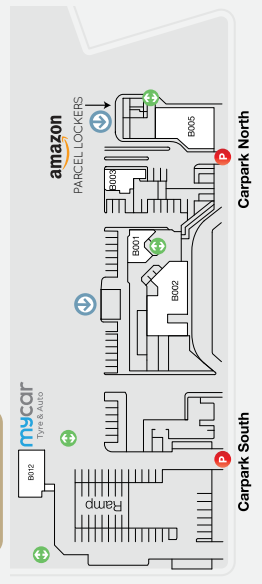 amazon
PARCEL LOCKERS
B005
P
Carpark North
B003
B001
B002
mycar
Tyre & Auto
B012
Ramp
P
Carpark South